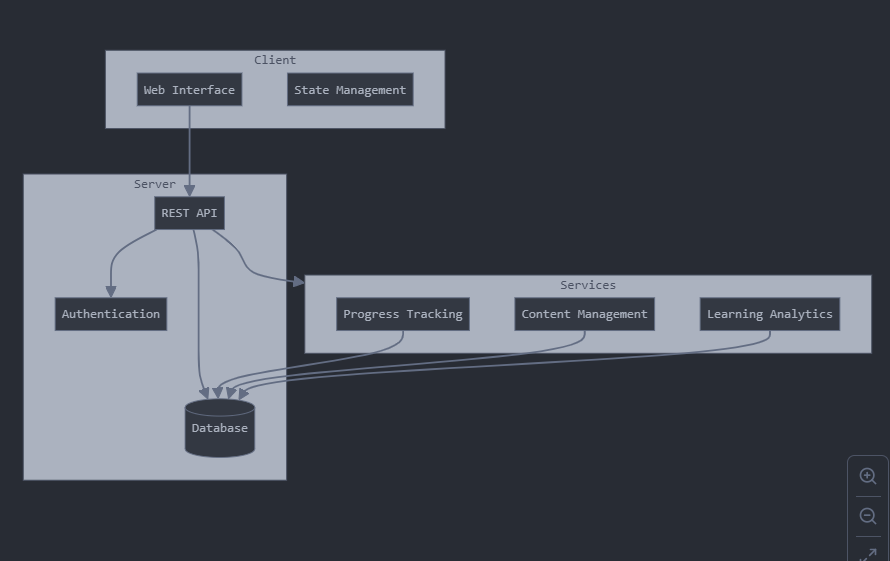 Client
Web Interface
State Management
Server
REST API
Services
Authentication
Progress Tracking
Content Management
Learning Analytics
Database